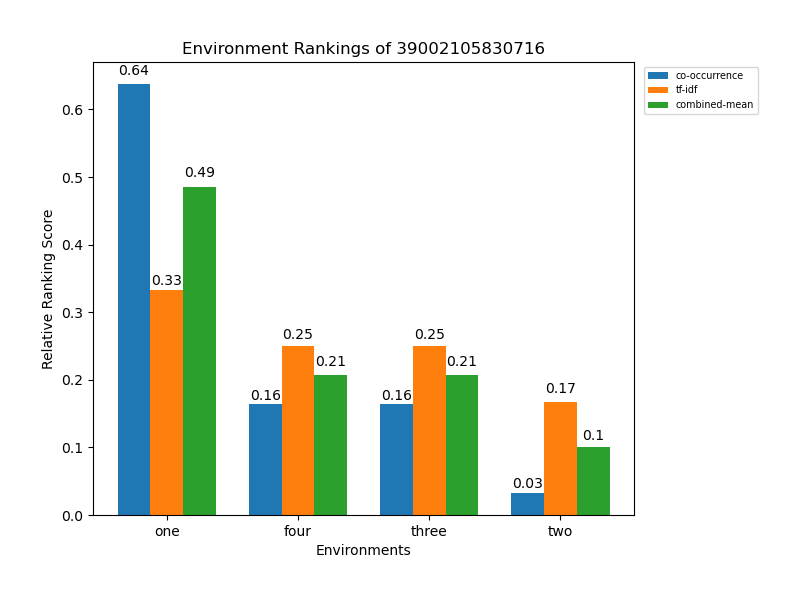 Environment Rankings of 39002105830716
co-occurrence
tf-idf
combined-mean
Relative Ranking Score
0.6
0.5
0.4
0.3
0.2
0.1
0.0
0.64
0.33
0.49
0.16
0.25
0.21
0.16
0.25
0.21
0.03
0.17
0.1
one
four
three
two
Environments